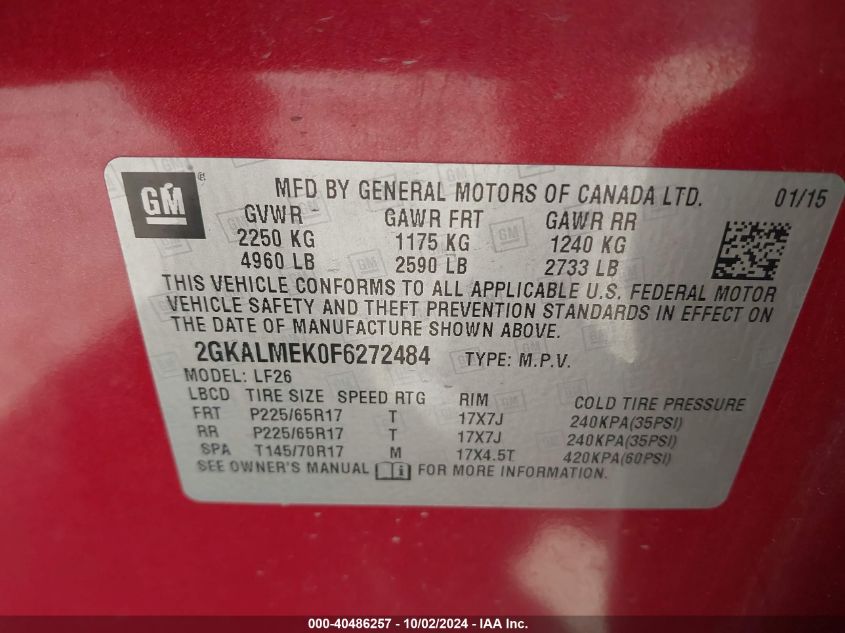 GM ® MFD BY GENERAL MOTORS OF CANADA LTD. 01/15
GVWR GAWR FRT GAWR RR
2250 KG 1175 KG 1240 KG
4960 LB 2590 LB 2733 LB
THIS VEHICLE CONFORMS TO ALL APPLICABLE U.S. FEDERAL MOTOR
VEHICLE SAFETY AND THEFT PREVENTION STANDARDS IN EFFECT ON
THE DATE OF MANUFACTURE SHOWN ABOVE.
2GKALMEK0F6272484 TYPE: M.P.V.
MODEL: LF26
LBCD TIRE SIZE SPEED RTG RIM COLD TIRE PRESSURE
FRT P225/65R17 T 17X7J 240KPA(35PSI)
RR P225/65R17 T 17X7J 240KPA(35PSI)
SPA T145/70R17 M 17X4.5T 420KPA(60PSI)
SEE OWNER'S MANUAL FOR MORE INFORMATION.
000-40486257 - 10/02/2024 - IAA Inc.